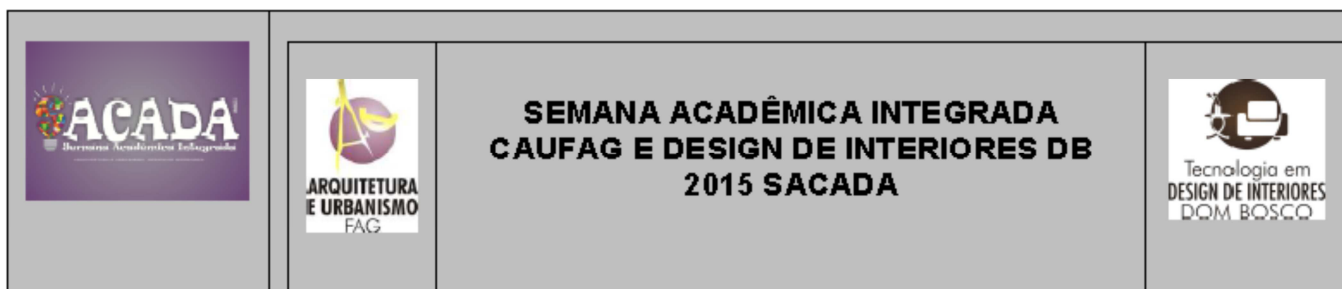 SACADA
Semana Acadêmica Integrada
ARQUITETURA
E URBANISMO
FAG
SEMANA ACADÊMICA INTEGRADA
CAUFAG E DESIGN DE INTERIORES DB
2015 SACADA
Tecnologia em
DESIGN DE INTERIORES
DOM BOSCO